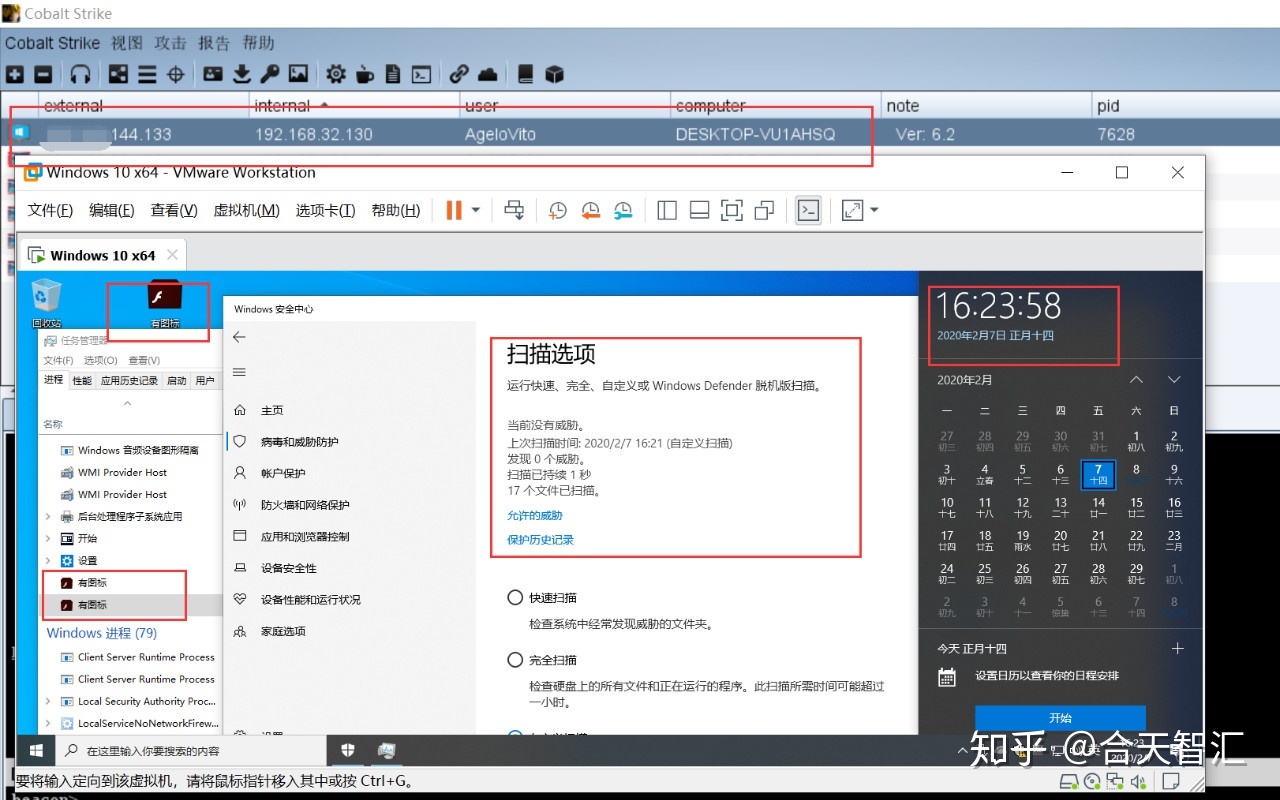 Cobalt Strike
Cobalt Strike 视图 攻击 报告 帮助
external internal user computer note pid
144.133 192.168.32.130 AgeloVito DESKTOP-VU1AHSQ Ver: 6.2 7628
Windows 10 x64 - VMware Workstation
文件(F) 编辑(E) 查看(V) 虚拟机(M) 选项卡(T) 帮助(H)
Windows 10 x64
回收站
有图标
任务管理器
文件(F) 选项(O) 查看(V)
进程 性能 应用历史记录 启动 用户
名称
Windows 音频设备图形隔离
WMI Provider Host
WMI Provider Host
后台处理程序子系统应用
开始
设置
有图标
有图标
Windows 进程 (79)
Client Server Runtime Process
Client Server Runtime Process
Local Security Authority Proc...
LocalServiceNoNetworkFirew...
Windows 安全中心
主页
病毒和威胁防护
帐户保护
防火墙和网络保护
应用和浏览器控制
设备安全性
设备性能和运行状况
家庭选项
扫描选项
运行快速、完全、自定义或 Windows Defender 脱机版扫描。
当前没有威胁。
上次扫描时间: 2020/2/7 16:21 (自定义扫描)
发现 0 个威胁。
扫描已持续 1 秒
17 个文件已扫描。
允许的威胁
保护历史记录
快速扫描
检查系统中经常发现威胁的文件夹。
完全扫描
检查硬盘上的所有文件和正在运行的程序。此扫描所需时间可能超过
一小时。
16:23:58
2020年2月7日 正月十四
2020年2月
一 二 三 四 五 六 日
27 28 29 30 31 1 2
初三 初四 初五 初六 初七 初八 初九
3 4 5 6 7 8 9
初十 立春 十二 十三 十四 十六
10 11 12 13 14 15 16
十七 十八 十九 二十 廿一 廿二 廿三
17 18 19 20 21 22 23
廿四 廿五 雨水 廿七 廿八 廿九 二月
24 25 26 27 28 29 1
初二 初三 初四 初五 初六 初七 初八
2 3 4 5 6 7 8
初九 初十 十一 惊蛰 十三 十四
今天 正月十四
设置日历以查看你的日程安排
开始
在这里输入你要搜索的内容
16:23
知乎 @合天智汇
要将输入定向到该虚拟机，请将鼠标指针移入其中或按 Ctrl+G。
beacon>